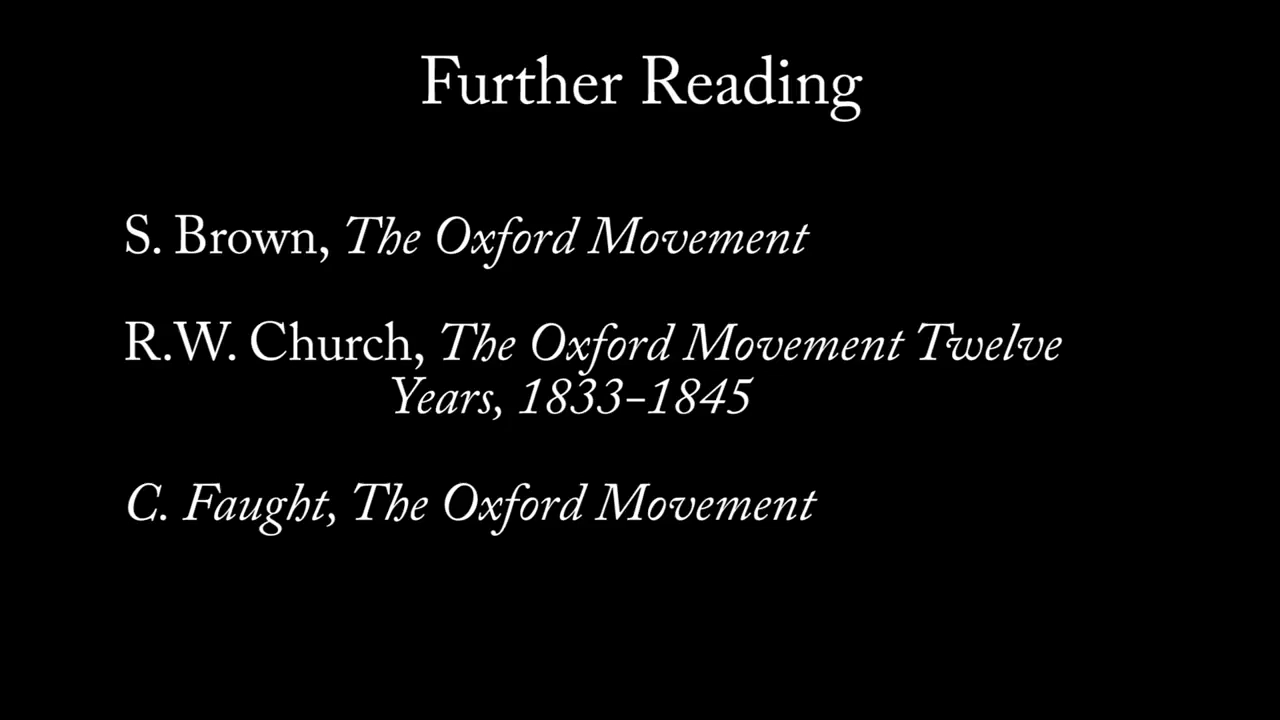 Further Reading
S. Brown, The Oxford Movement
R.W. Church, The Oxford Movement Twelve
Years, 1833–1845
C. Faught, The Oxford Movement